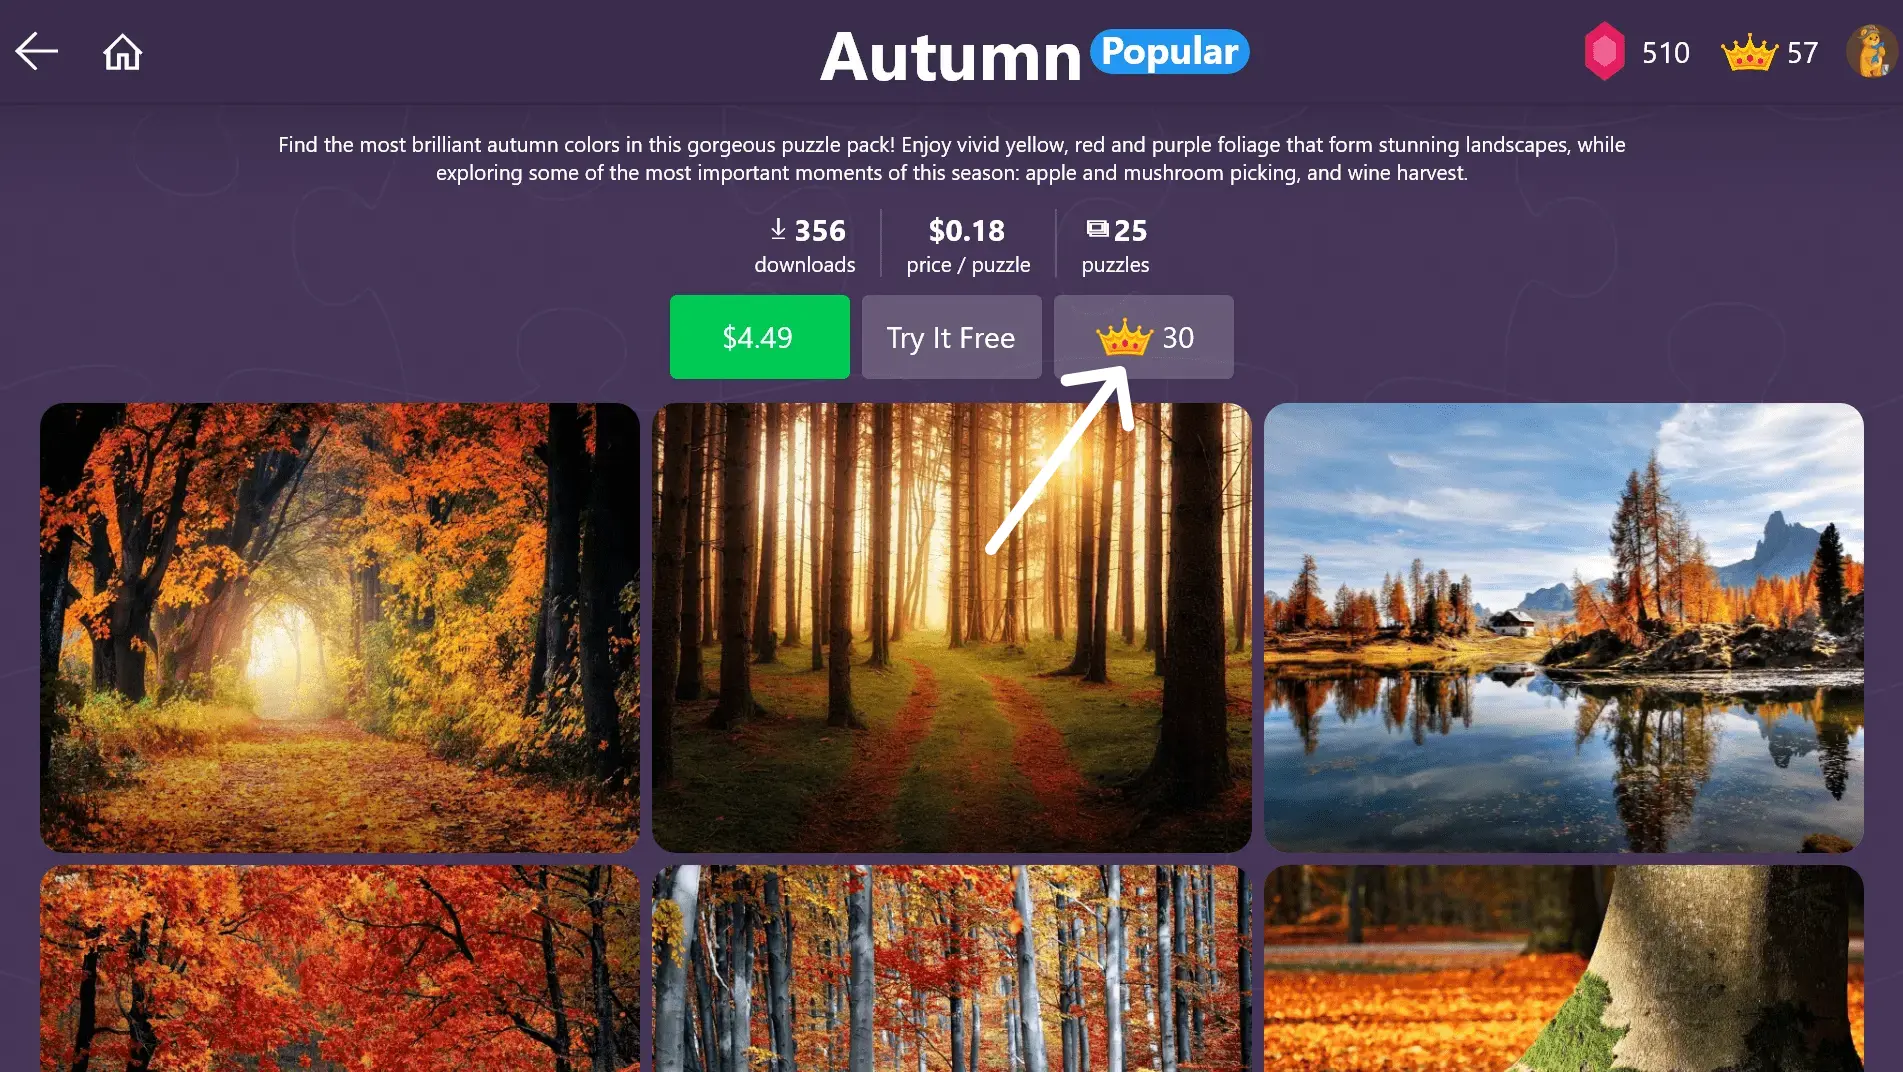 Autumn Popular
510
57
Find the most brilliant autumn colors in this gorgeous puzzle pack! Enjoy vivid yellow, red and purple foliage that form stunning landscapes, while
exploring some of the most important moments of this season: apple and mushroom picking, and wine harvest.
356
downloads
$0.18
price / puzzle
25
puzzles
$4.49
Try It Free
30